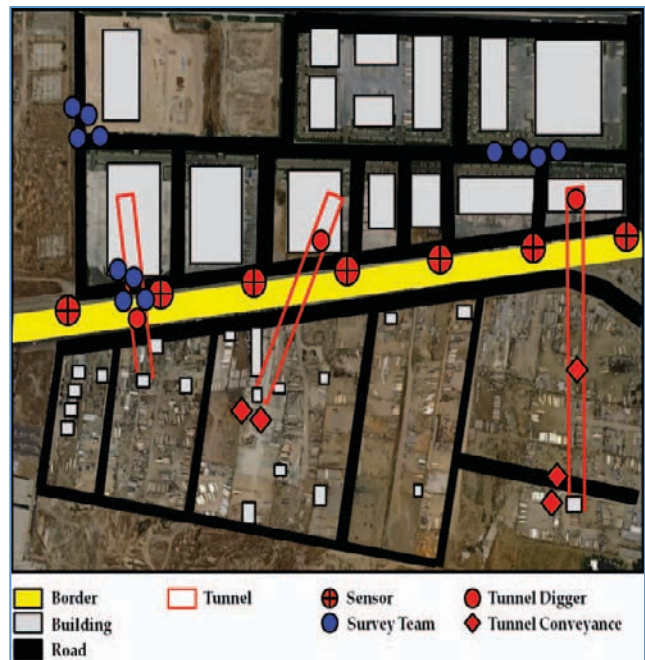 Border
Tunnel
Sensor
Tunnel Digger
Building
Survey Team
Tunnel Conveyance
Road